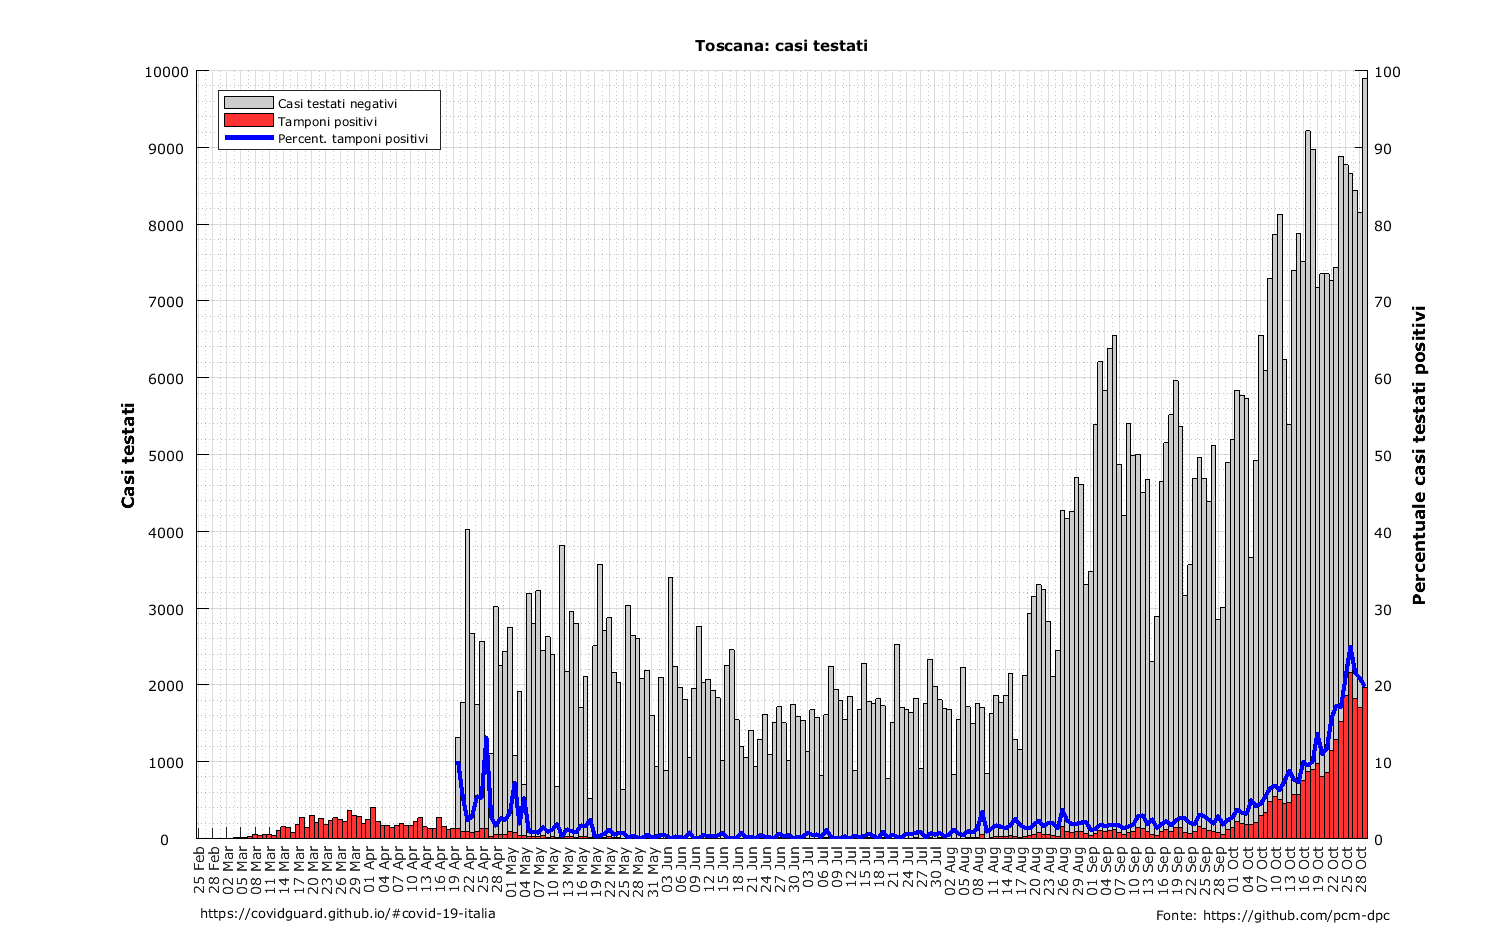 Toscana: casi testati
Casi testati negativi
Tamponi positivi
Percent. tamponi positivi
Casi testati
10000
9000
8000
7000
6000
5000
4000
3000
2000
1000
0
100
90
80
70
60
50
40
30
20
10
0
Percentuale casi testati positivi
25 Feb
28 Feb
02 Mar
05 Mar
08 Mar
11 Mar
14 Mar
17 Mar
20 Mar
23 Mar
26 Mar
29 Mar
01 Apr
04 Apr
07 Apr
10 Apr
13 Apr
16 Apr
19 Apr
22 Apr
25 Apr
28 Apr
01 May
04 May
07 May
10 May
13 May
16 May
19 May
22 May
25 May
28 May
31 May
03 Jun
06 Jun
09 Jun
12 Jun
15 Jun
18 Jun
21 Jun
24 Jun
27 Jun
30 Jun
03 Jul
06 Jul
09 Jul
12 Jul
15 Jul
18 Jul
21 Jul
24 Jul
27 Jul
30 Jul
02 Aug
05 Aug
08 Aug
11 Aug
14 Aug
17 Aug
20 Aug
23 Aug
26 Aug
29 Aug
01 Sep
04 Sep
07 Sep
10 Sep
13 Sep
16 Sep
19 Sep
22 Sep
25 Sep
28 Sep
01 Oct
04 Oct
07 Oct
10 Oct
13 Oct
16 Oct
19 Oct
22 Oct
25 Oct
28 Oct
https://covidguard.github.io/#covid-19-italia
Fonte: https://github.com/pcm-dpc